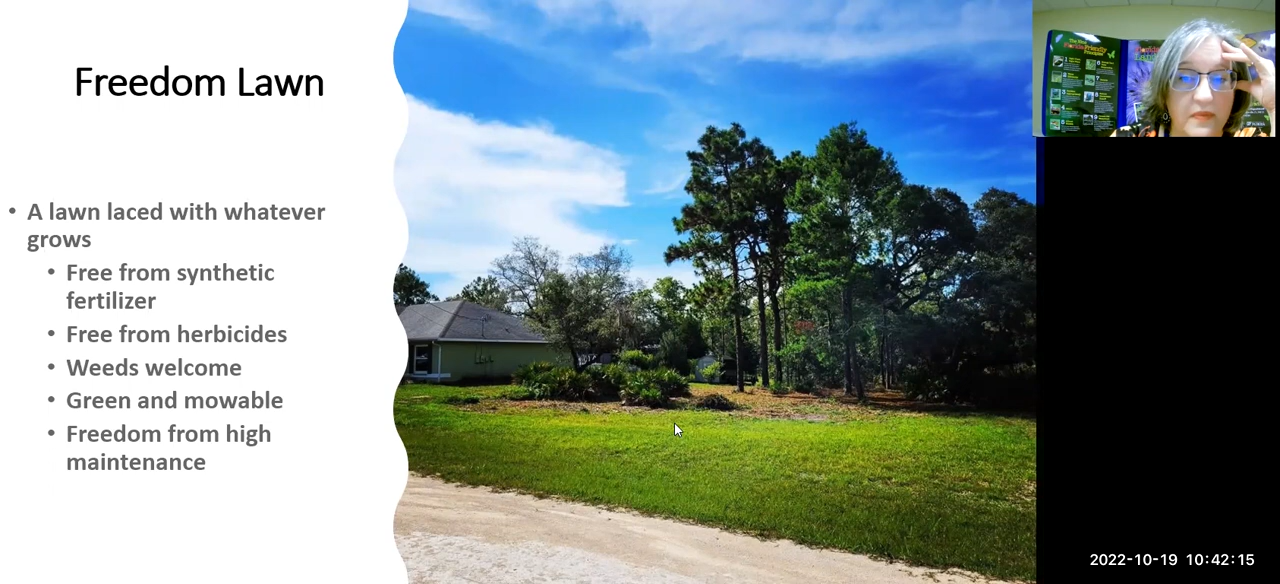 Freedom Lawn
• A lawn laced with whatever
grows
• Free from synthetic
fertilizer
• Free from herbicides
• Weeds welcome
• Green and mowable
• Freedom from high
maintenance
2022-10-19 10:42:15